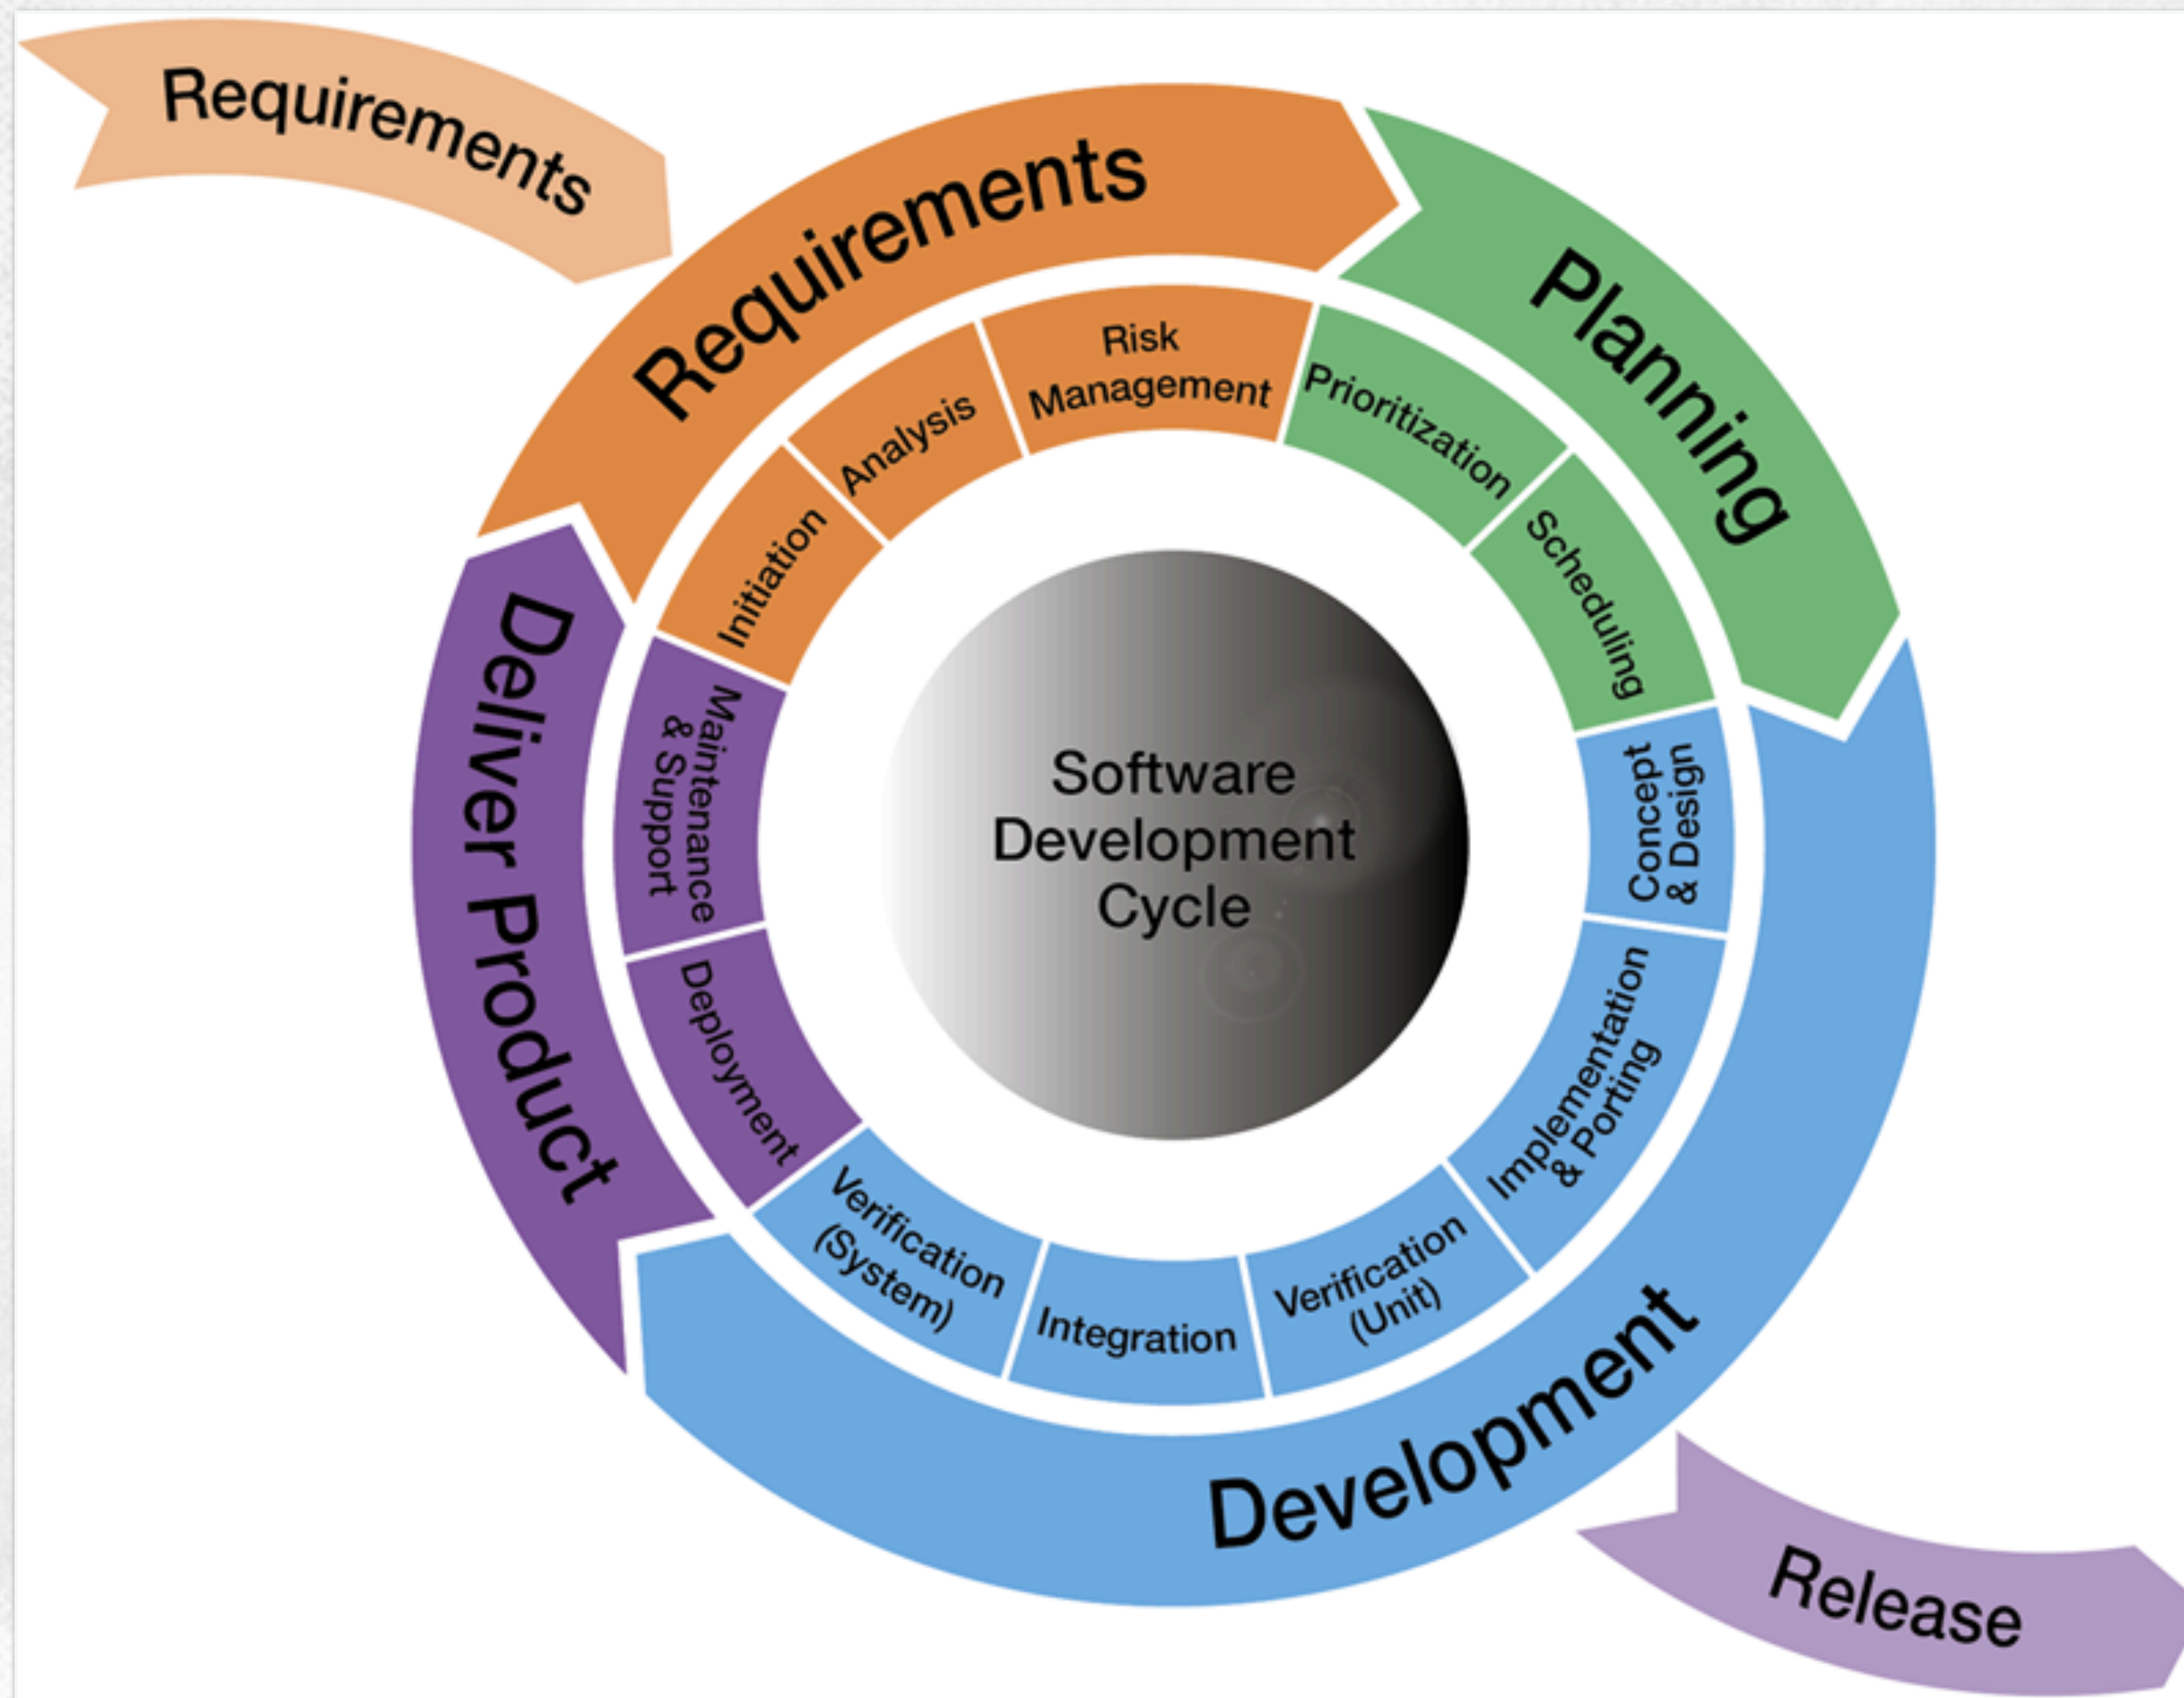 Requirements
Requirements
Planning
Development
Deliver Product
Release
Initiation
Analysis
Risk
Management
Prioritization
Scheduling
Concept
& Design
Implementation
& Porting
Verification
(Unit)
Integration
Verification
(System)
Deployment
Maintenance
& Support
Software
Development
Cycle